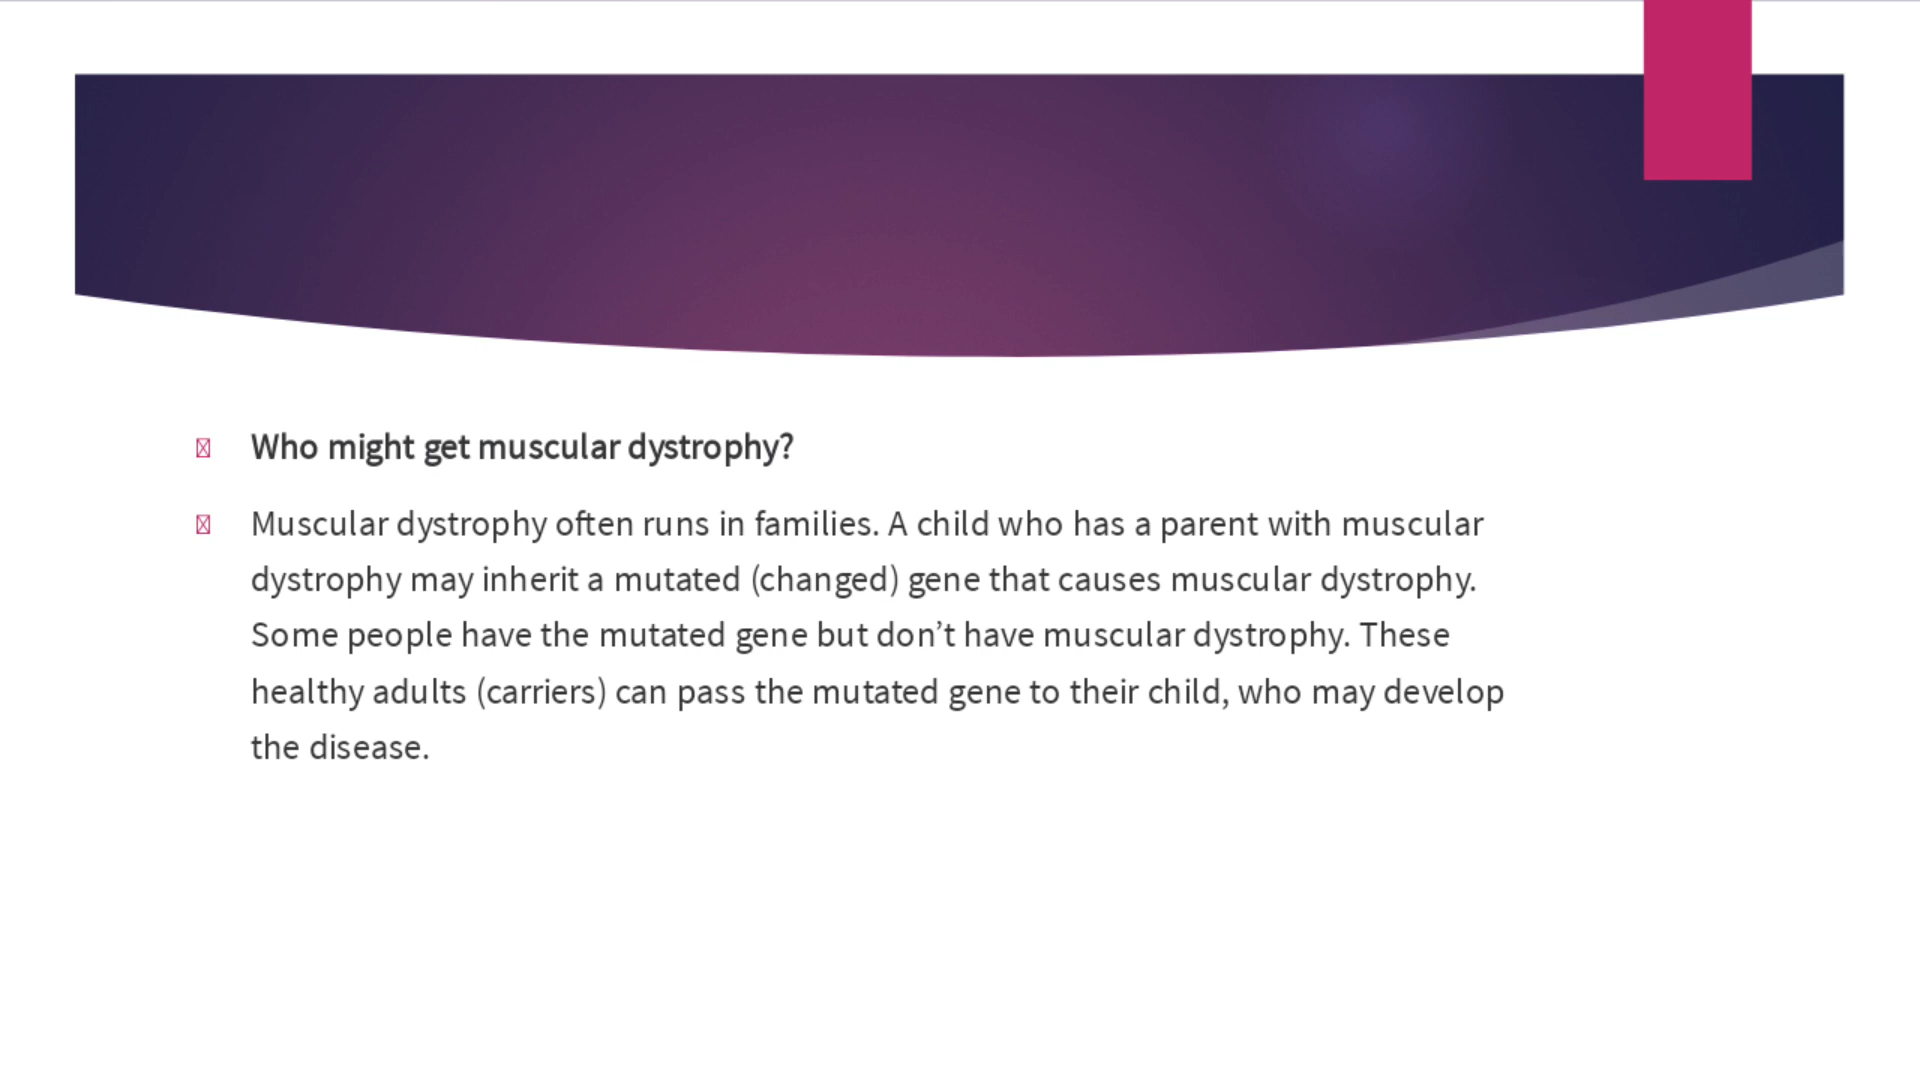 Who might get muscular dystrophy?
Muscular dystrophy often runs in families. A child who has a parent with muscular
dystrophy may inherit a mutated (changed) gene that causes muscular dystrophy.
Some people have the mutated gene but don’t have muscular dystrophy. These
healthy adults (carriers) can pass the mutated gene to their child, who may develop
the disease.